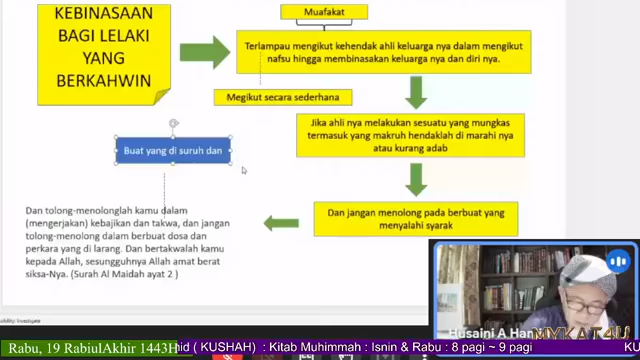 KEBINASAAN
BAGI LELAKI
YANG
BERKAHWIN
Muafakat
Terlampau mengikut kehendak ahli keluarga nya dalam mengikut
nafsu hingga membinasakan keluarga nya dan diri nya.
Megikut secara sederhana
Jika ahli nya melakukan sesuatu yang mungkas
termasuk yang makruh hendaklah di marahi nya
atau kurang adab
Buat yang di suruh dan
Dan jangan menolong pada berbuat yang
menyalahi syarak
Dan tolong-menolonglah kamu dalam
(mengerjakan) kebajikan dan takwa, dan jangan
tolong-menolong dalam berbuat dosa dan
perkara yang di larang. Dan bertakwalah kamu
kepada Allah, sesungguhnya Allah amat berat
siksa-Nya. (Surah Al Maidah ayat 2 )
Husaini A Ham
MYKAT4U
Rabu, 19 RabiulAkhir 1443H
id ( KUSHAH) : Kitab Muhimmah : Isnin & Rabu : 8 pagi ~ 9 pagi
KU